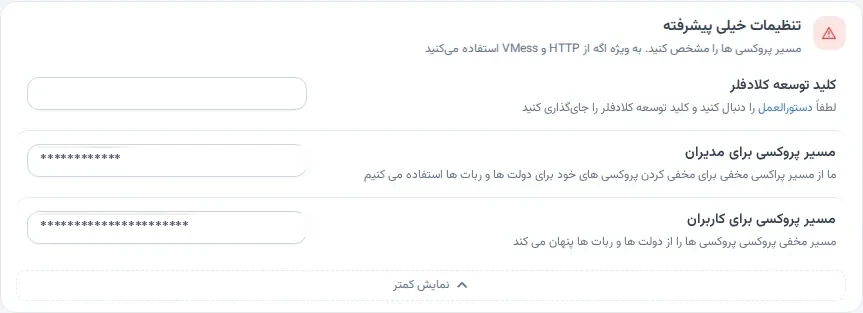 تنظیمات خیلی پیشرفته
مسیر پروکسی ها را مشخص کنید. به ویژه اگه از HTTP و VMess استفاده می‌کنید
کلید توسعه کلادفلر
لطفاً دستورالعمل را دنبال کنید و کلید توسعه کلادفلر را جای‌گذاری کنید
مسیر پروکسی برای مدیران
************
ما از مسیر پراکسی مخفی برای مخفی کردن پروکسی های خود برای دولت ها و ربات ها استفاده می کنیم
مسیر پروکسی برای کاربران
**********************
مسیر مخفی پروکسی پروکسی ها را از دولت ها و ربات ها پنهان می کند
نمایش کمتر